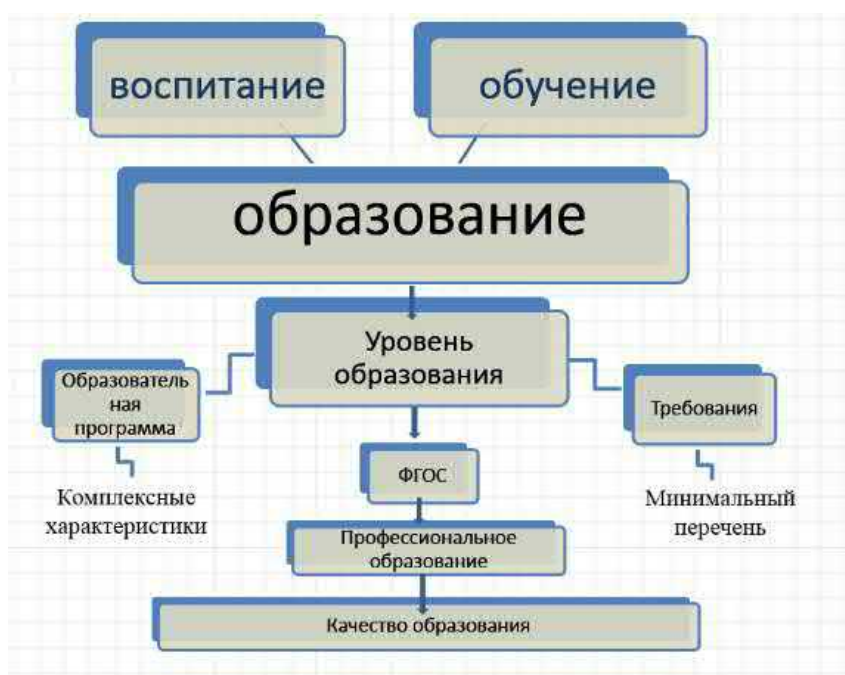 воспитание
обучение
образование
Уровень
образования
Образователь
ная
программа
Требования
ФГОС
Комплексные
характеристики
Минимальный
перечень
Профессиональное
образование
Качество образования